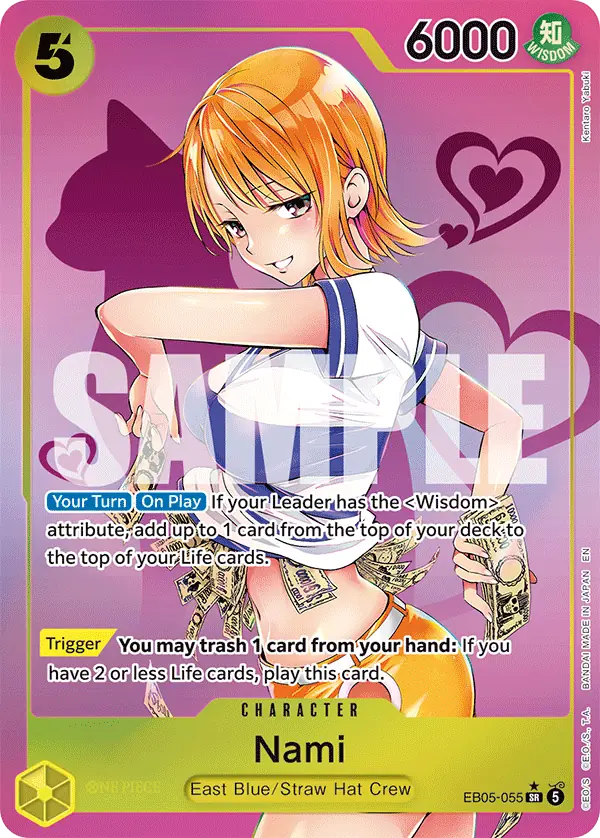 5
6000
知
WISDOM
Kentaro Yabuki
SAMPLE
Your Turn On Play If your Leader has the <Wisdom>
attribute, add up to 1 card from the top of your deck to
the top of your Life cards.
Trigger You may trash 1 card from your hand: If you
have 2 or less Life cards, play this card.
CHARACTER
Nami
ONE PIECE
East Blue/Straw Hat Crew
EB05-055 SR 5
©EO/S ©E.O./S., T.A. BANDAI MADE IN JAPAN EN